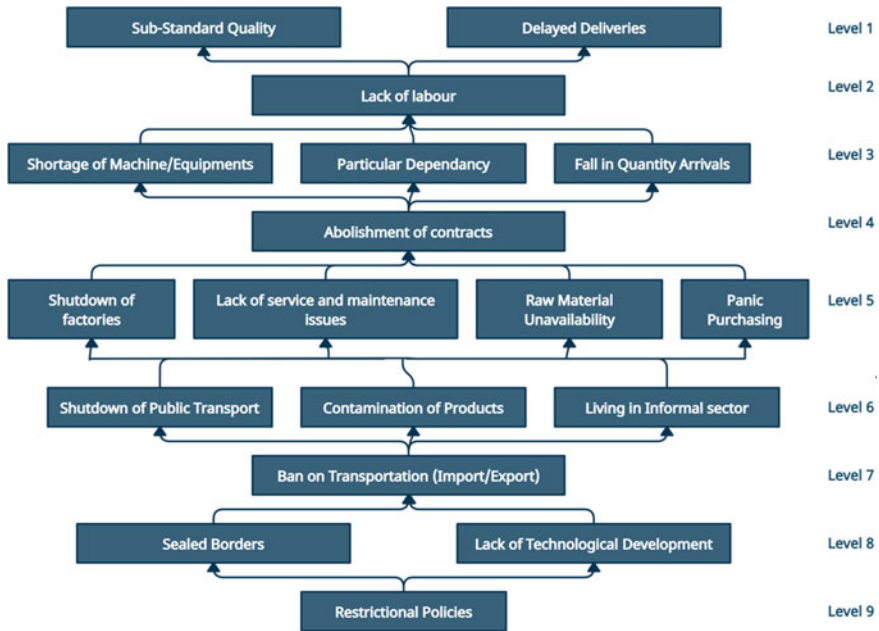 Sub-Standard Quality
Delayed Deliveries
Level 1
Lack of labour
Level 2
Shortage of Machine/Equipments
Particular Dependancy
Fall in Quantity Arrivals
Level 3
Abolishment of contracts
Level 4
Shutdown of
factories
Lack of service and maintenance
issues
Raw Material
Unavailability
Panic
Purchasing
Level 5
Shutdown of Public Transport
Contamination of Products
Living in Informal sector
Level 6
Ban on Transportation (Import/Export)
Level 7
Sealed Borders
Lack of Technological Development
Level 8
Restrictional Policies
Level 9